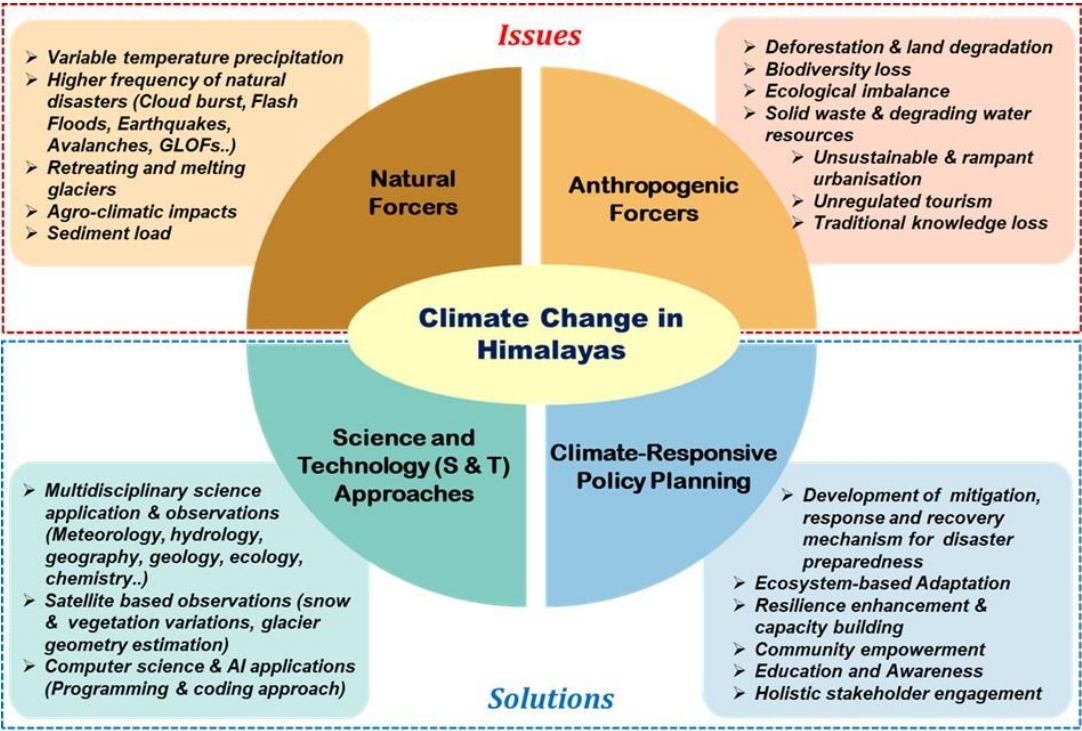 Issues
➢ Variable temperature precipitation
➢ Higher frequency of natural
disasters (Cloud burst, Flash
Floods, Earthquakes,
Avalanches, GLOFs..)
➢ Retreating and melting
glaciers
➢ Agro-climatic impacts
➢ Sediment load
Natural
Forcers
Anthropogenic
Forcers
➢ Deforestation & land degradation
➢ Biodiversity loss
➢ Ecological imbalance
➢ Solid waste & degrading water
resources
➢ Unsustainable & rampant
urbanisation
➢ Unregulated tourism
➢ Traditional knowledge loss
Climate Change in
Himalayas
Science and
Technology (S & T)
Approaches
Climate-Responsive
Policy Planning
➢ Multidisciplinary science
application & observations
(Meteorology, hydrology,
geography, geology, ecology,
chemistry..)
➢ Satellite based observations (snow
& vegetation variations, glacier
geometry estimation)
➢ Computer science & AI applications
(Programming & coding approach)
➢ Development of mitigation,
response and recovery
mechanism for disaster
preparedness
➢ Ecosystem-based Adaptation
➢ Resilience enhancement &
capacity building
➢ Community empowerment
➢ Education and Awareness
➢ Holistic stakeholder engagement
Solutions